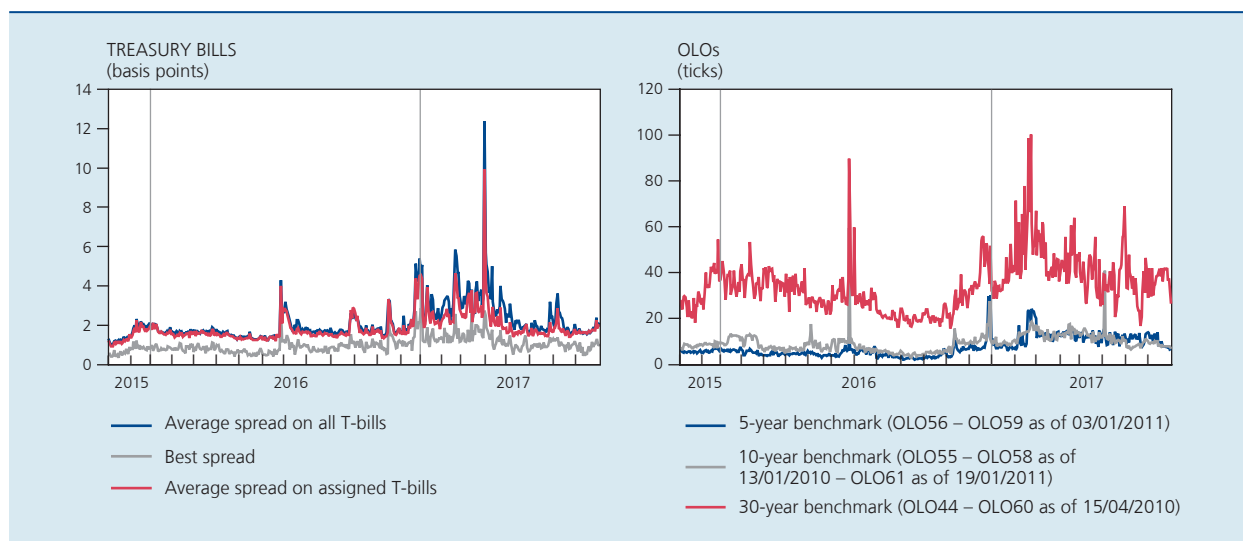 TREASURY BILLS
(basis points)
14
12
10
8
6
4
2
0
2015
2016
2017
Average spread on all T-bills
Best spread
Average spread on assigned T-bills
OLOs
(ticks)
120
100
80
60
40
20
0
2015
2016
2017
5-year benchmark (OLO56 – OLO59 as of 03/01/2011)
10-year benchmark (OLO55 – OLO58 as of
13/01/2010 – OLO61 as of 19/01/2011)
30-year benchmark (OLO44 – OLO60 as of 15/04/2010)